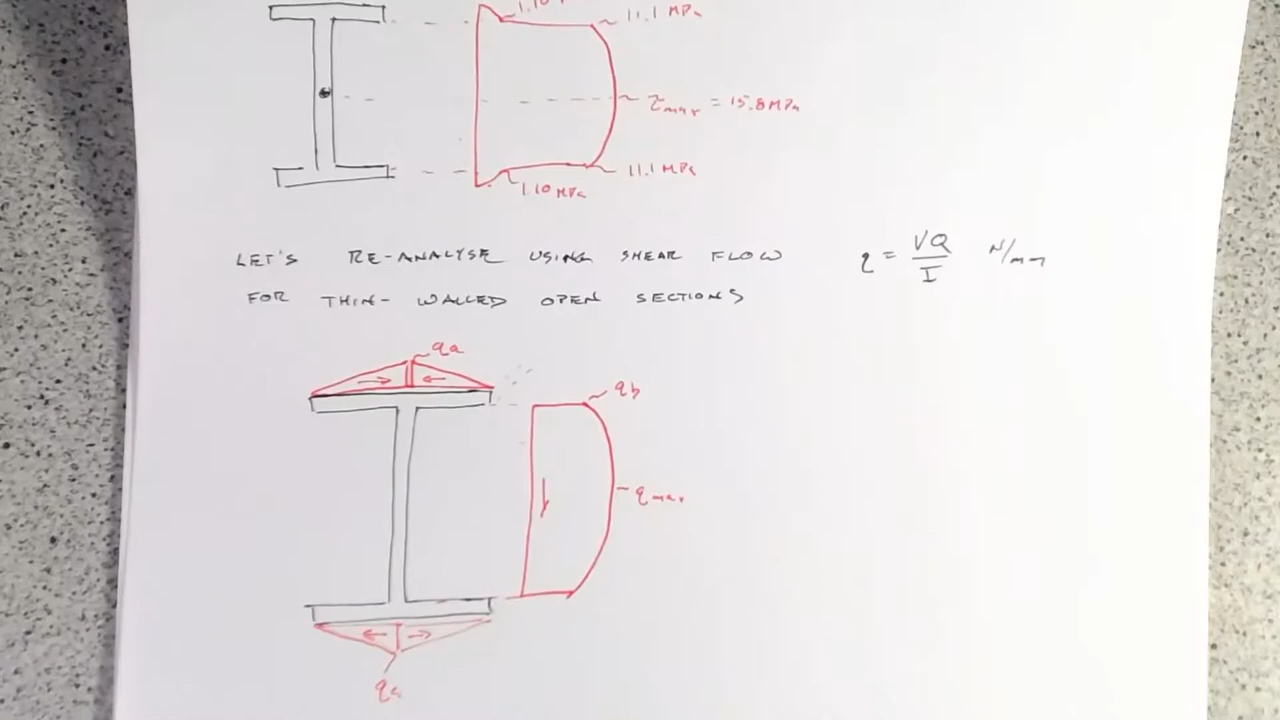 11.1 MPa
τmax = 15.8 MPa
11.1 MPa
1.10 MPa
LET'S RE-ANALYSE USING SHEAR FLOW
q = VQ/I N/mm
FOR THIN-WALLED OPEN SECTIONS
qa
qb
qmax
qa